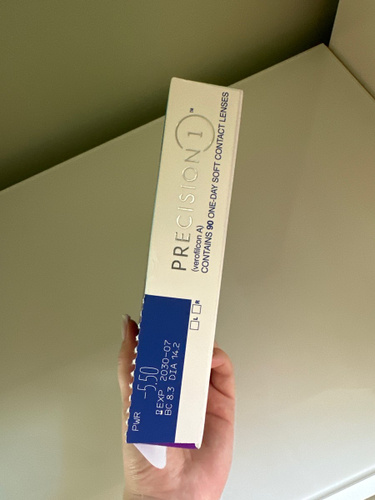 PRECISION 1™
(verofilcon A)
CONTAINS 90 ONE-DAY SOFT CONTACT LENSES
L R
PWR -5.50
EXP 2030-07
BC 8.3 DIA 14.2